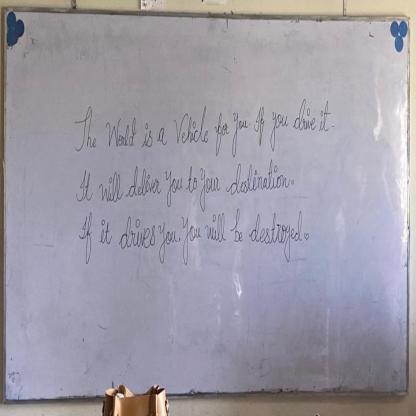 The World is a Vehicle for you If you drive it.
It will deliver you to your destination.
If it drives you, you will be destroyed.